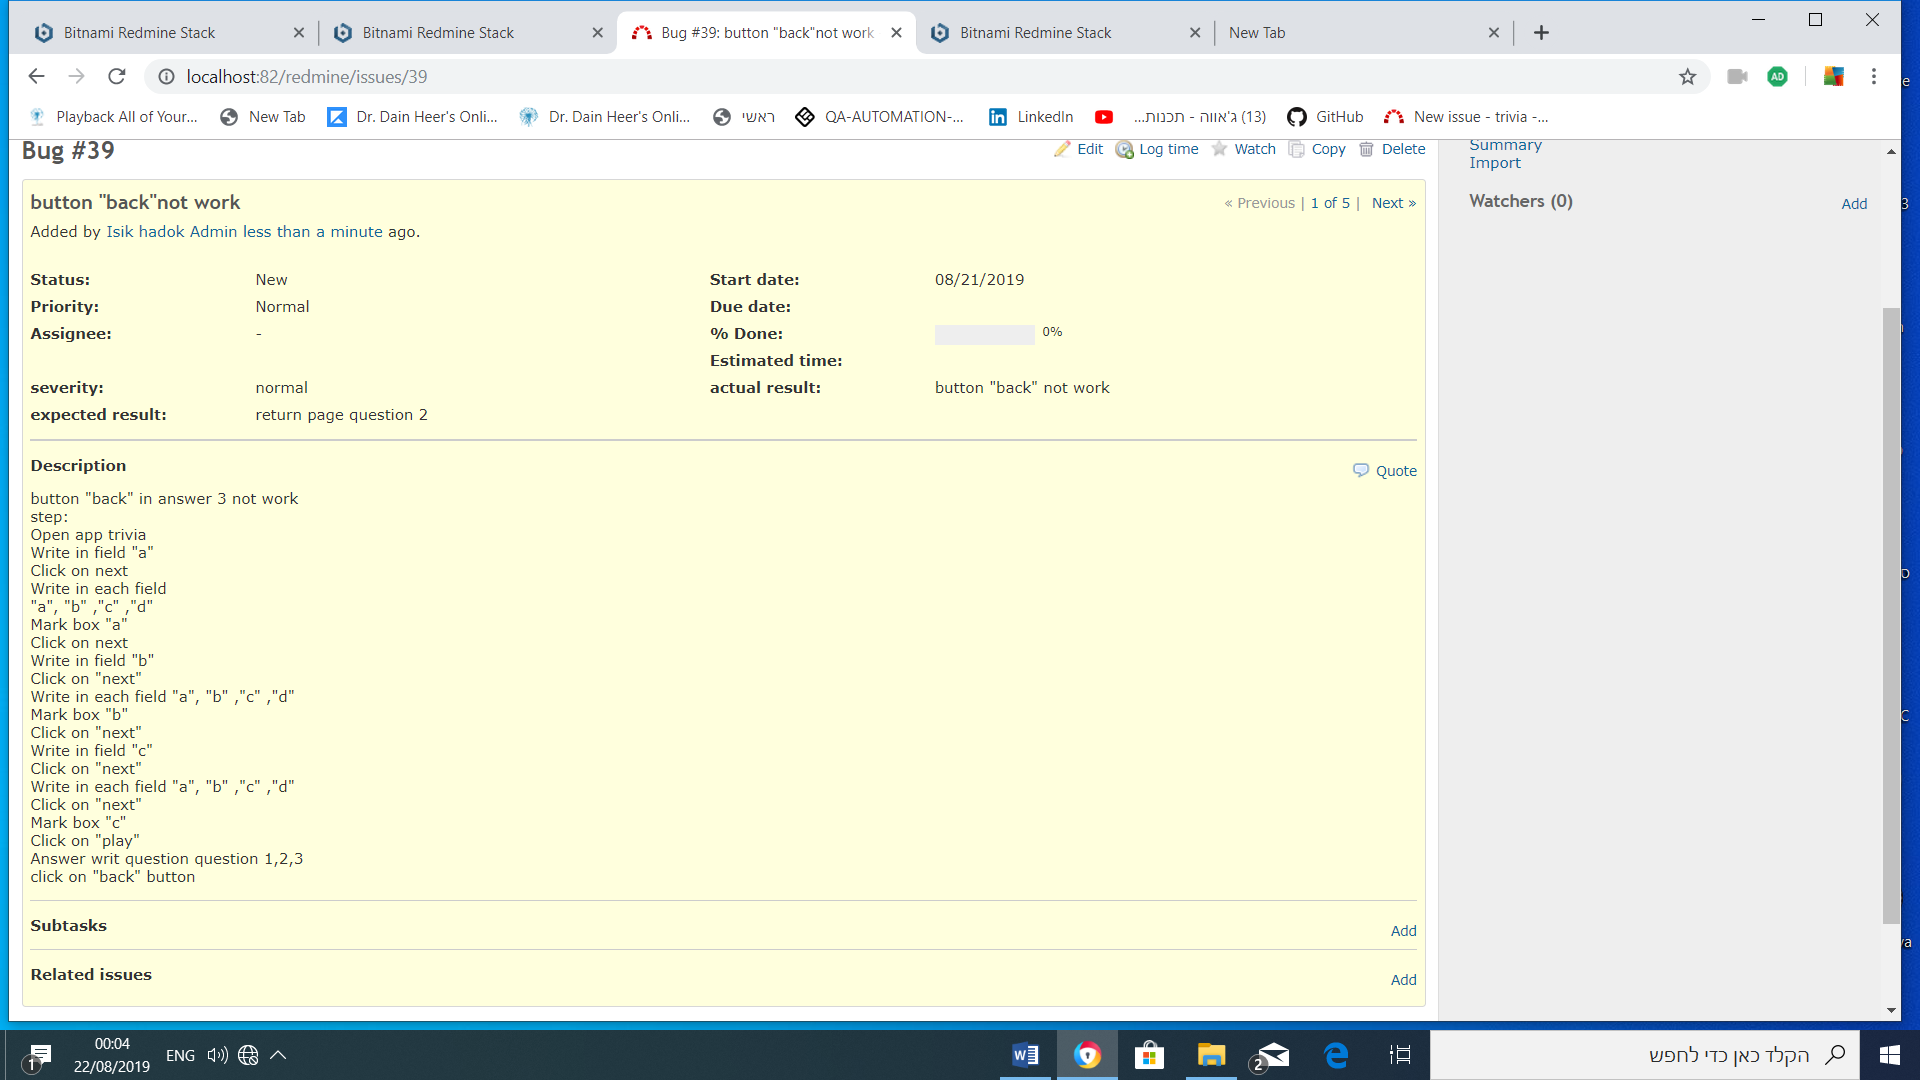 Bitnami Redmine Stack
Bitnami Redmine Stack
Bug #39: button "back"not work
Bitnami Redmine Stack
New Tab
localhost:82/redmine/issues/39
AD
Playback All of Your...
New Tab
Dr. Dain Heer's Onli...
Dr. Dain Heer's Onli...
ראשי
QA-AUTOMATION-...
LinkedIn
(13) ג'אווה - תכנות...
GitHub
New issue - trivia -...
Bug #39
Edit Log time Watch Copy Delete
Summary
Import
Watchers (0) Add
button "back"not work
« Previous | 1 of 5 | Next »
Added by Isik hadok Admin less than a minute ago.
Status: New Start date: 08/21/2019
Priority: Normal Due date:
Assignee: - % Done: 0%
Estimated time:
severity: normal actual result: button "back" not work
expected result: return page question 2
Description
Quote
button "back" in answer 3 not work
step:
Open app trivia
Write in field "a"
Click on next
Write in each field
"a", "b" ,"c" ,"d"
Mark box "a"
Click on next
Write in field "b"
Click on "next"
Write in each field "a", "b" ,"c" ,"d"
Mark box "b"
Click on "next"
Write in field "c"
Click on "next"
Write in each field "a", "b" ,"c" ,"d"
Click on "next"
Mark box "c"
Click on "play"
Answer writ question question 1,2,3
click on "back" button
Subtasks
Add
Related issues
Add
1
00:04
22/08/2019
ENG
2
הקלד כאן כדי לחפש